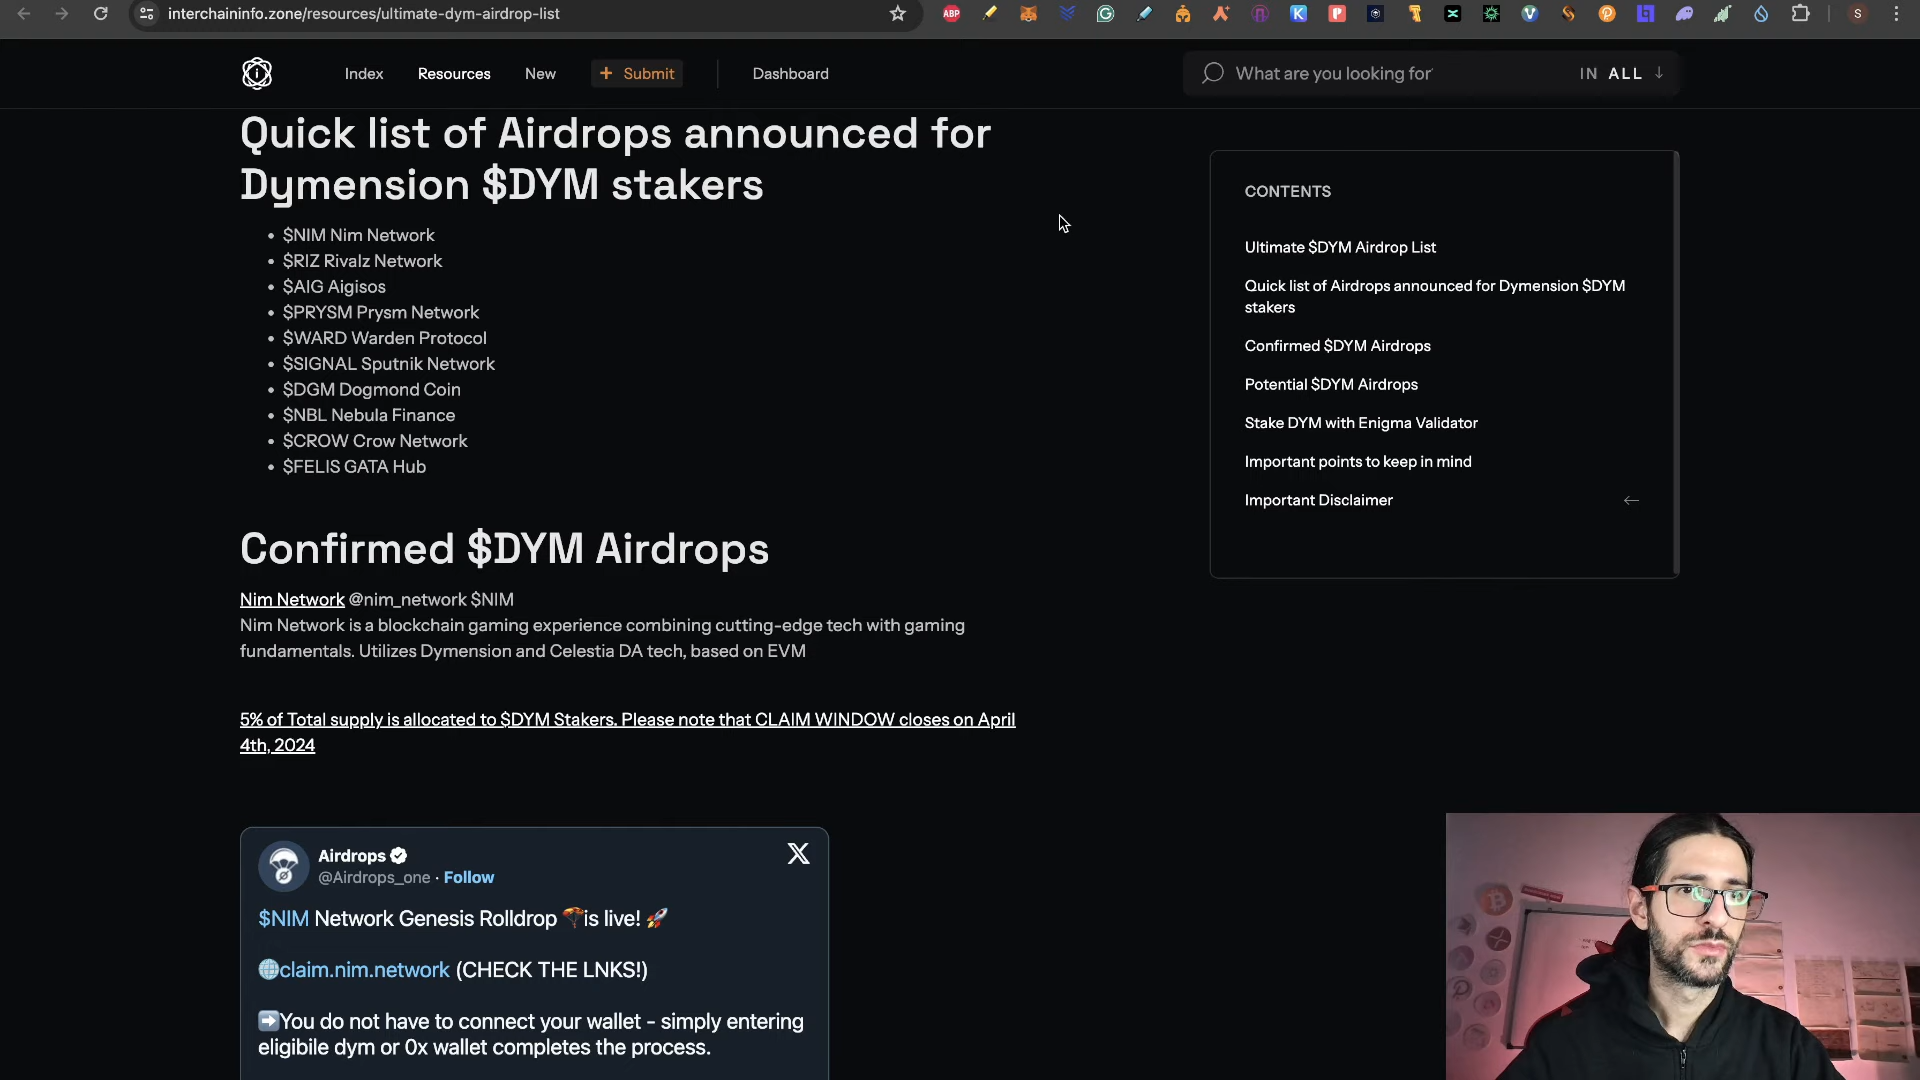 interchaininfo.zone/resources/ultimate-dym-airdrop-list
ABP
S
Index
Resources
New
+ Submit
Dashboard
What are you looking for'
IN ALL ↓
Quick list of Airdrops announced for
Dymension $DYM stakers
• $NIM Nim Network
• $RIZ Rivalz Network
• $AIG Aigisos
• $PRYSM Prysm Network
• $WARD Warden Protocol
• $SIGNAL Sputnik Network
• $DGM Dogmond Coin
• $NBL Nebula Finance
• $CROW Crow Network
• $FELIS GATA Hub
CONTENTS
Ultimate $DYM Airdrop List
Quick list of Airdrops announced for Dymension $DYM
stakers
Confirmed $DYM Airdrops
Potential $DYM Airdrops
Stake DYM with Enigma Validator
Important points to keep in mind
Important Disclaimer ←
Confirmed $DYM Airdrops
Nim Network @nim_network $NIM
Nim Network is a blockchain gaming experience combining cutting-edge tech with gaming
fundamentals. Utilizes Dymension and Celestia DA tech, based on EVM
5% of Total supply is allocated to $DYM Stakers. Please note that CLAIM WINDOW closes on April
4th, 2024
Airdrops
@Airdrops_one · Follow
$NIM Network Genesis Rolldrop 🪂is live! 🚀
🌐claim.nim.network (CHECK THE LNKS!)
➡️You do not have to connect your wallet - simply entering
eligibile dym or 0x wallet completes the process.